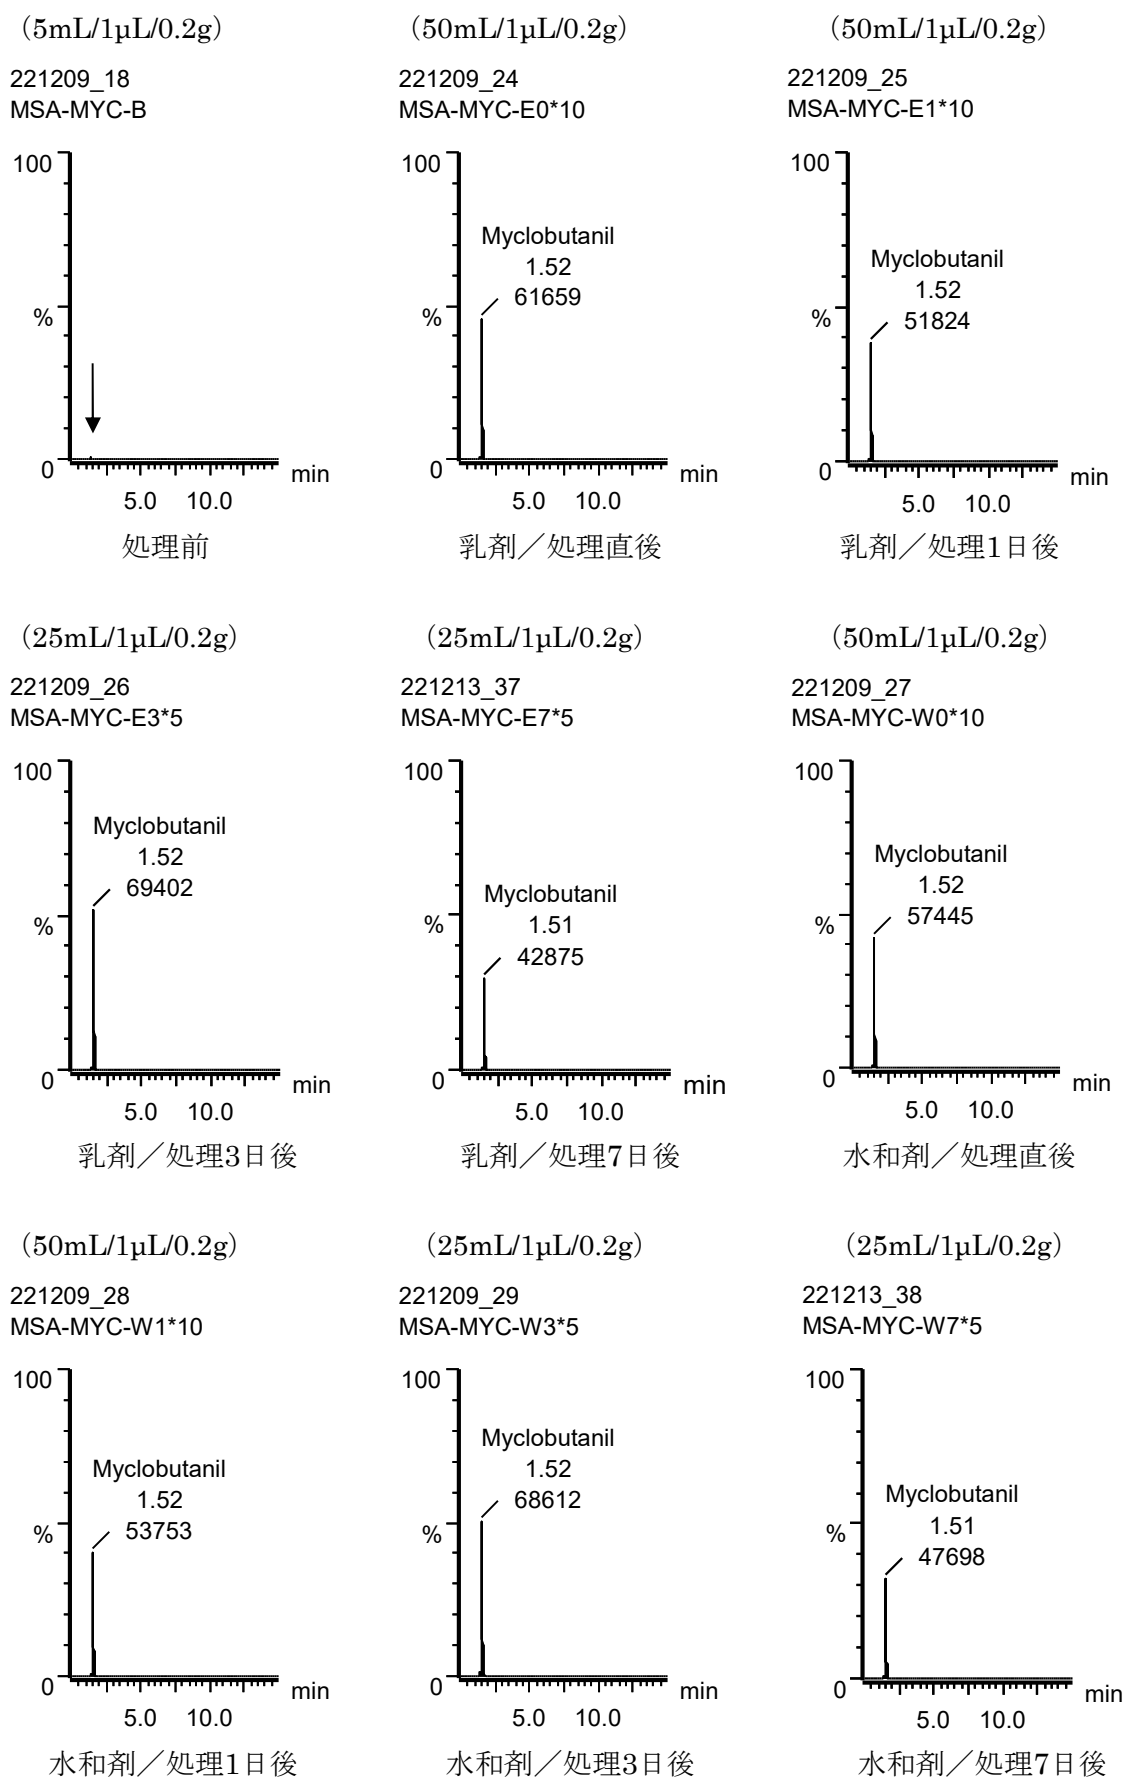 （5mL/1μL/0.2g）
221209_18
MSA-MYC-B
100
%
0
min
5.0 10.0
処理前
（50mL/1μL/0.2g）
221209_24
MSA-MYC-E0*10
100
Myclobutanil
1.52
61659
%
0
min
5.0 10.0
乳剤／処理直後
（50mL/1μL/0.2g）
221209_25
MSA-MYC-E1*10
100
Myclobutanil
1.52
51824
%
0
min
5.0 10.0
乳剤／処理1日後
（25mL/1μL/0.2g）
221209_26
MSA-MYC-E3*5
100
Myclobutanil
1.52
69402
%
0
min
5.0 10.0
乳剤／処理3日後
（25mL/1μL/0.2g）
221213_37
MSA-MYC-E7*5
100
Myclobutanil
1.51
42875
%
0
min
5.0 10.0
乳剤／処理7日後
（50mL/1μL/0.2g）
221209_27
MSA-MYC-W0*10
100
Myclobutanil
1.52
57445
%
0
min
5.0 10.0
水和剤／処理直後
（50mL/1μL/0.2g）
221209_28
MSA-MYC-W1*10
100
Myclobutanil
1.52
53753
%
0
min
5.0 10.0
水和剤／処理1日後
（25mL/1μL/0.2g）
221209_29
MSA-MYC-W3*5
100
Myclobutanil
1.52
68612
%
0
min
5.0 10.0
水和剤／処理3日後
（25mL/1μL/0.2g）
221213_38
MSA-MYC-W7*5
100
Myclobutanil
1.51
47698
%
0
min
5.0 10.0
水和剤／処理7日後